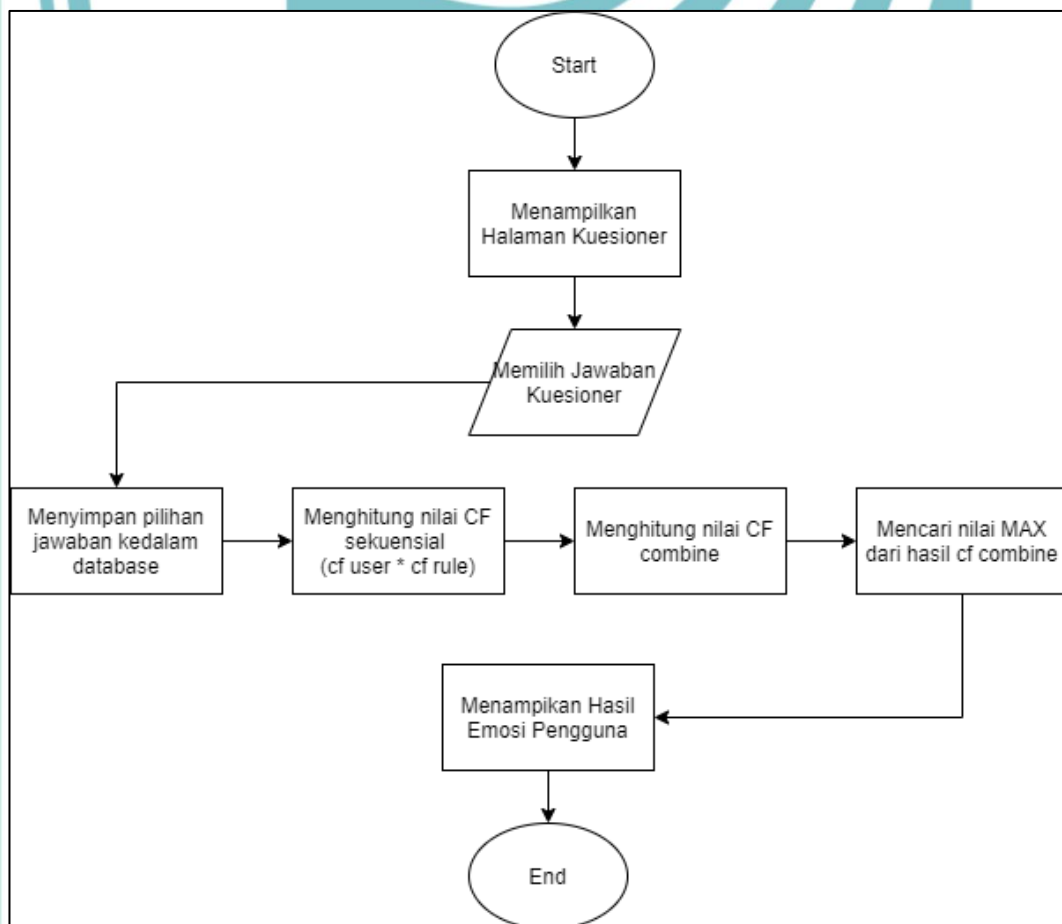 Start
Menampilkan
Halaman Kuesioner
Memilih Jawaban
Kuesioner
Menyimpan pilihan
jawaban kedalam
database
Menghitung nilai CF
sekuensial
(cf user * cf rule)
Menghitung nilai CF
combine
Mencari nilai MAX
dari hasil cf combine
Menampikan Hasil
Emosi Pengguna
End